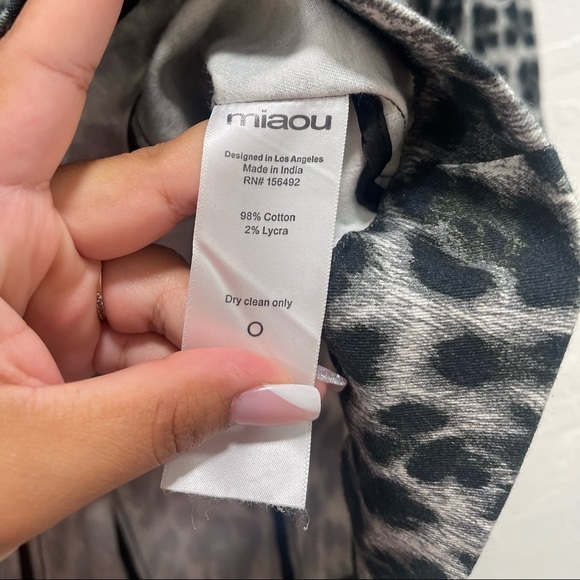 miaou
Designed in Los Angeles
Made in India
RN# 156492
98% Cotton
2% Lycra
Dry clean only